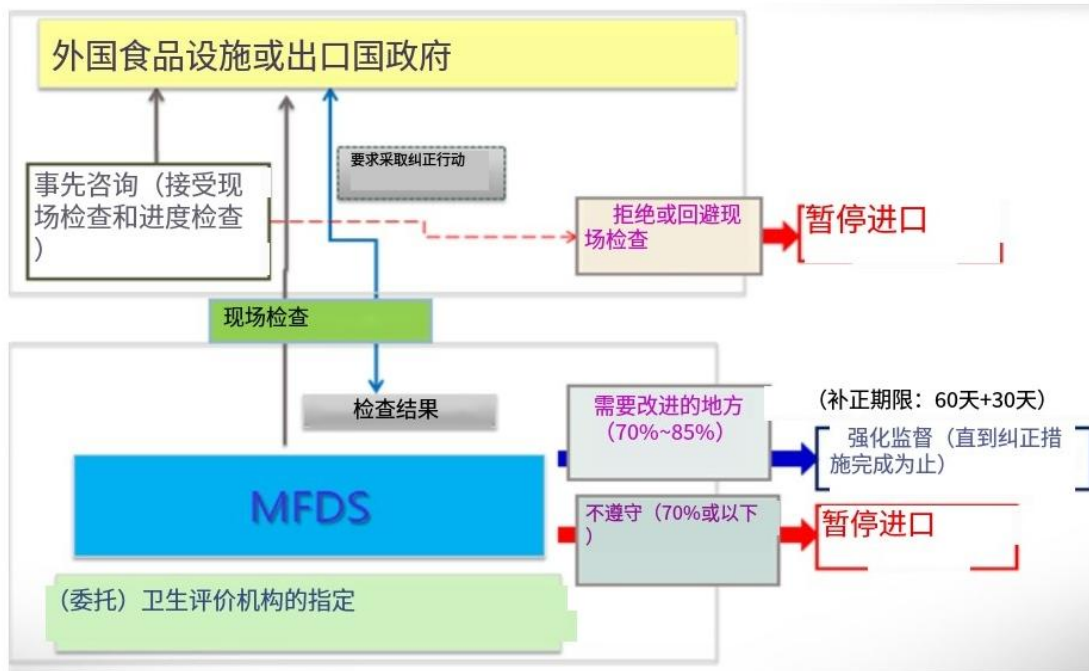 外国食品设施或出口国政府
要求采取纠正行动
事先咨询（接受现
场检查和进度检查
）
拒绝或回避现
场检查
暂停进口
现场检查
检查结果
需要改进的地方
（70%~85%）
（补正期限：60天+30天）
强化监督（直到纠正措
施完成为止）
MFDS
不遵守（70%或以下
）
暂停进口
（委托）卫生评价机构的指定